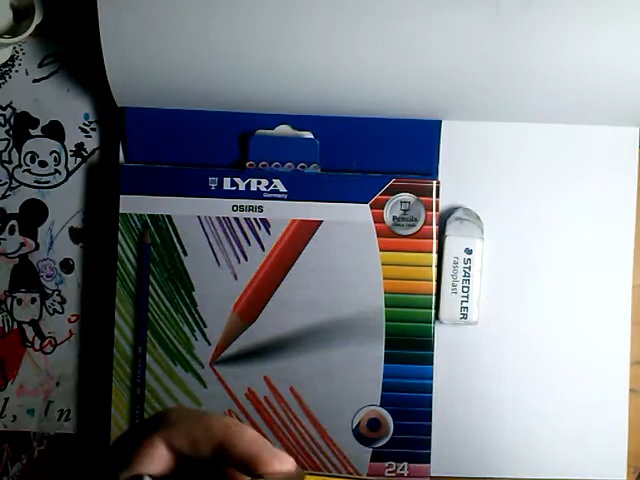 LYRA
Germany
OSIRIS
Pencils
STAEDTLER
rasoplast
24